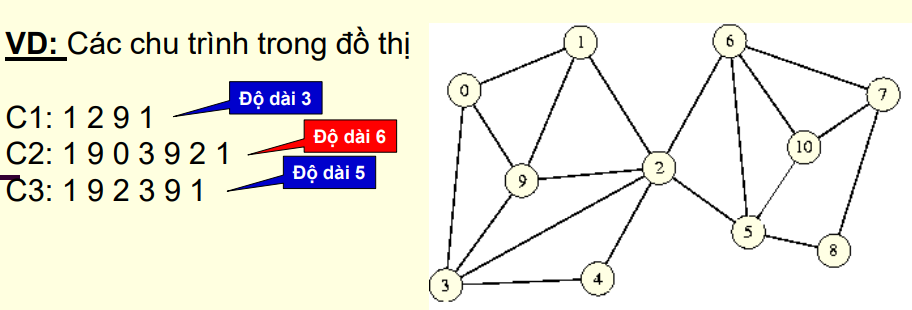 VD: Các chu trình trong đồ thị
C1: 1 2 9 1
Độ dài 3
C2: 1 9 0 3 9 2 1
Độ dài 6
C3: 1 9 2 3 9 1
Độ dài 5
1
6
0
7
10
2
9
5
8
4
3